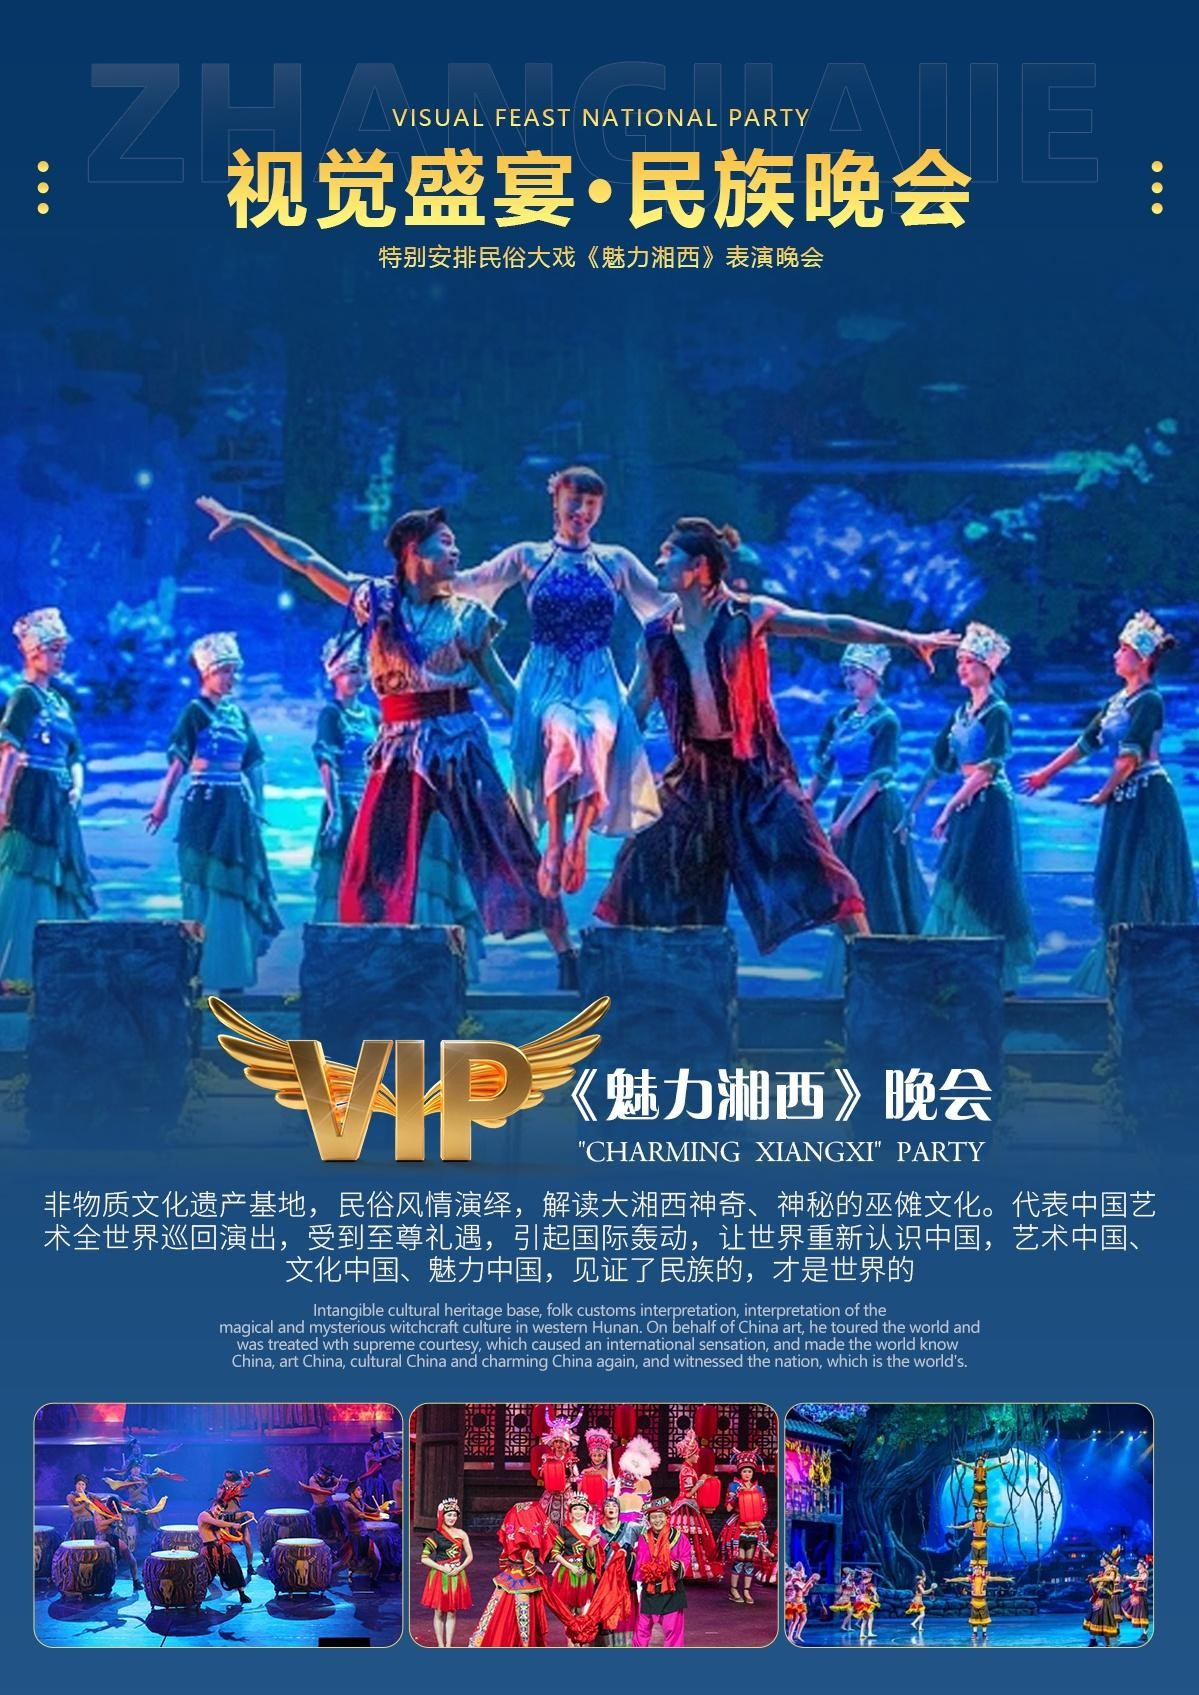 ZHANGJIAJIE
VISUAL FEAST NATIONAL PARTY
视觉盛宴·民族晚会
特别安排民俗大戏《魅力湘西》表演晚会
VIP
《魅力湘西》晚会
"CHARMING XIANGXI" PARTY
非物质文化遗产基地，民俗风情演绎，解读大湘西神奇、神秘的巫傩文化。代表中国艺
术全世界巡回演出，受到至尊礼遇，引起国际轰动，让世界重新认识中国，艺术中国、
文化中国、魅力中国，见证了民族的，才是世界的
Intangible cultural heritage base, folk customs interpretation, interpretation of the
magical and mysterious witchcraft culture in western Hunan. On behalf of China art, he toured the world and
was treated wth supreme courtesy, which caused an international sensation, and made the world know
China, art China, cultural China and charming China again, and witnessed the nation, which is the world's.